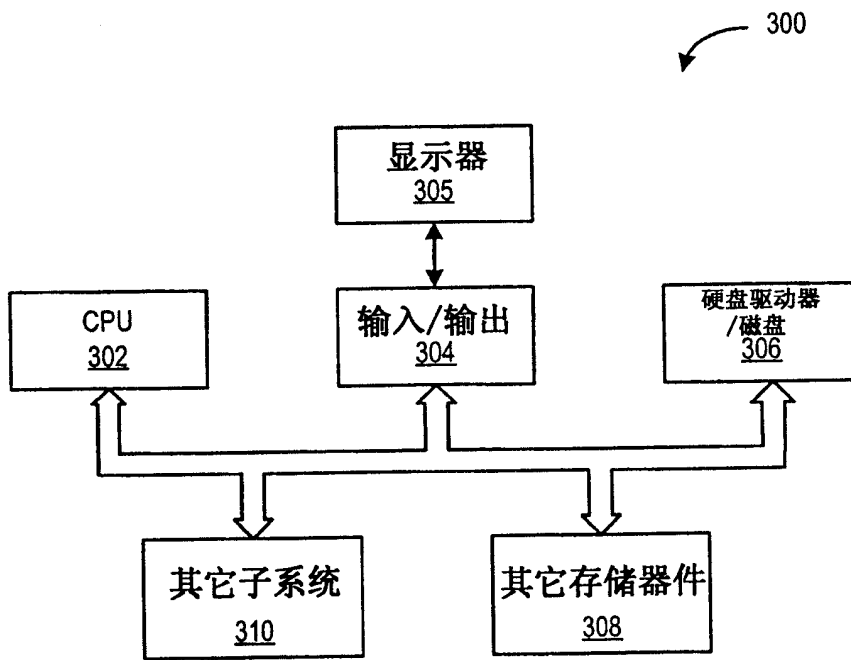 300
显示器
305
CPU
302
输入/输出
304
硬盘驱动器
/磁盘
306
其它子系统
310
其它存储器件
308